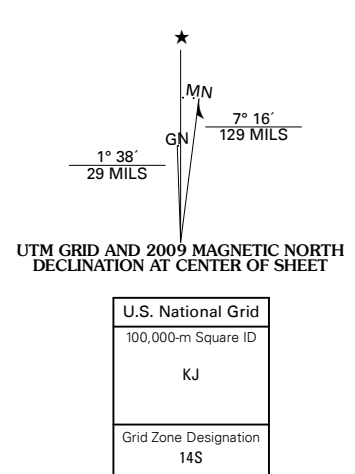 ★
MN
GN
7° 16´
129 MILS
1° 38´
29 MILS
UTM GRID AND 2009 MAGNETIC NORTH
DECLINATION AT CENTER OF SHEET
U.S. National Grid
100,000-m Square ID
KJ
Grid Zone Designation
14S